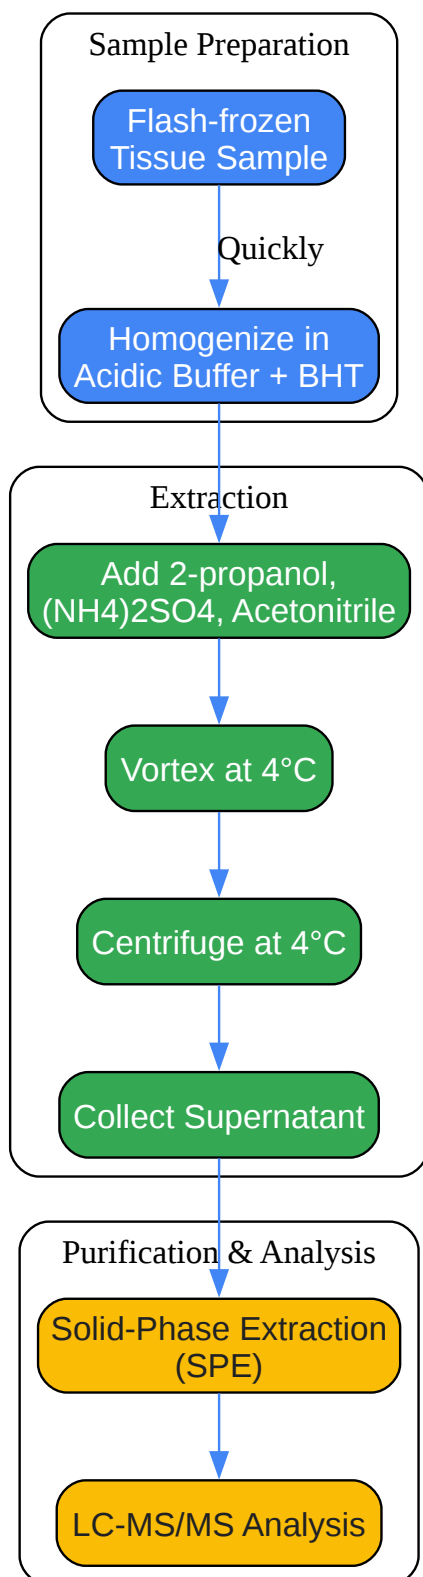 Sample Preparation
Flash-frozen
Tissue Sample
Quickly
Homogenize in
Acidic Buffer + BHT
Extraction
Add 2-propanol,
(NH4)2SO4, Acetonitrile
Vortex at 4°C
Centrifuge at 4°C
Collect Supernatant
Purification & Analysis
Solid-Phase Extraction
(SPE)
LC-MS/MS Analysis